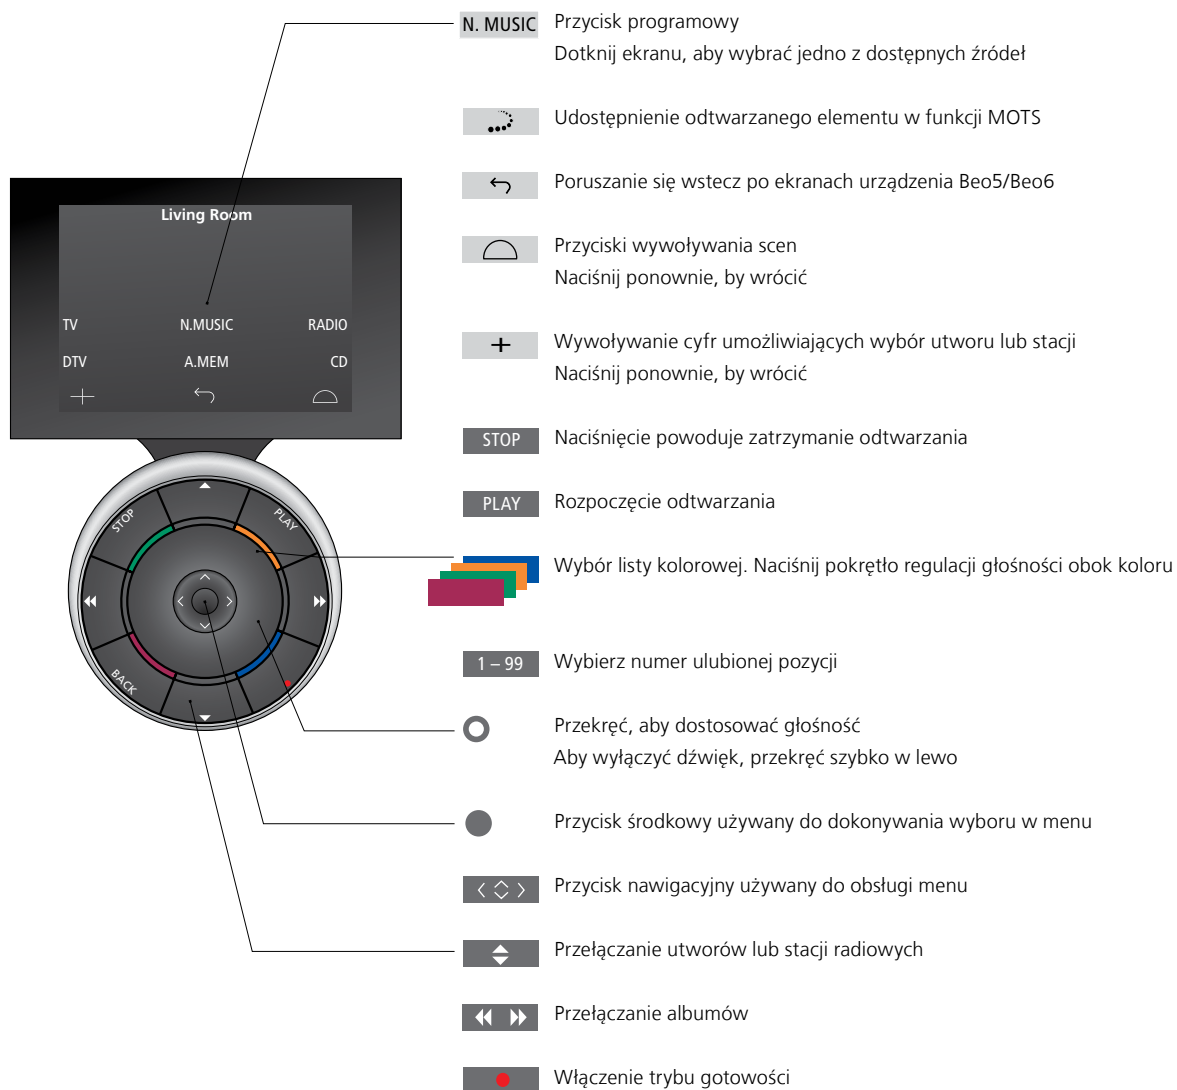 N. MUSIC Przycisk programowy
Dotknij ekranu, aby wybrać jedno z dostępnych źródeł
Udostępnienie odtwarzanego elementu w funkcji MOTS
Poruszanie się wstecz po ekranach urządzenia Beo5/Beo6
Przyciski wywoływania scen
Naciśnij ponownie, by wrócić
Wywoływanie cyfr umożliwiających wybór utworu lub stacji
Naciśnij ponownie, by wrócić
STOP Naciśnięcie powoduje zatrzymanie odtwarzania
PLAY Rozpoczęcie odtwarzania
Wybór listy kolorowej. Naciśnij pokrętło regulacji głośności obok koloru
1 – 99 Wybierz numer ulubionej pozycji
Przekręć, aby dostosować głośność
Aby wyłączyć dźwięk, przekręć szybko w lewo
Przycisk środkowy używany do dokonywania wyboru w menu
Przycisk nawigacyjny używany do obsługi menu
Przełączanie utworów lub stacji radiowych
Przełączanie albumów
Włączenie trybu gotowości
Living Room
TV N.MUSIC RADIO
DTV A.MEM CD
STOP PLAY
BACK